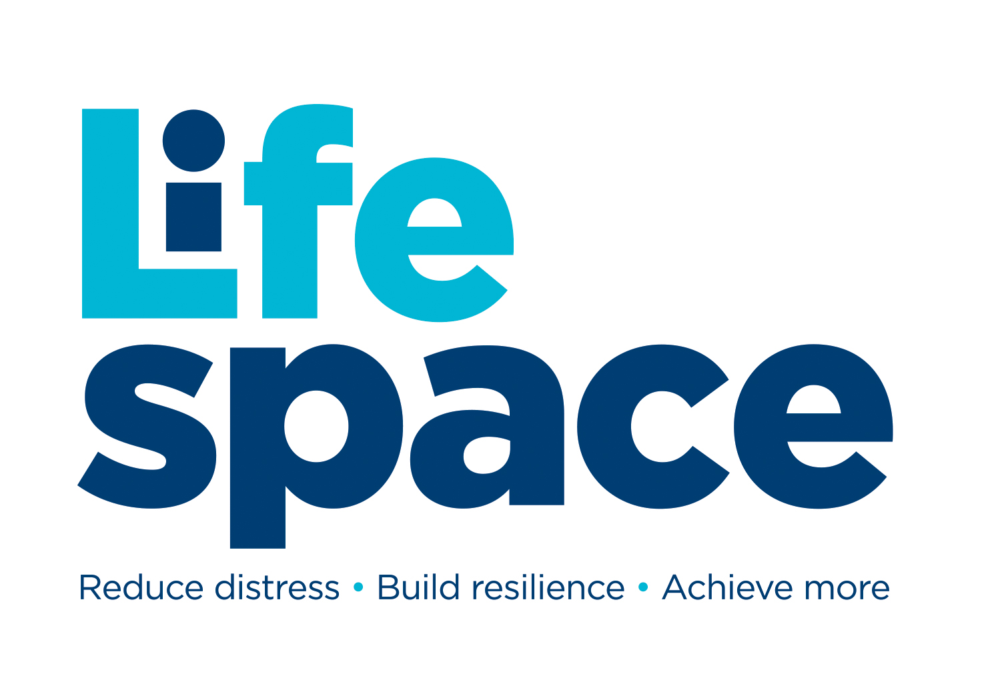 Life
space
Reduce distress • Build resilience • Achieve more